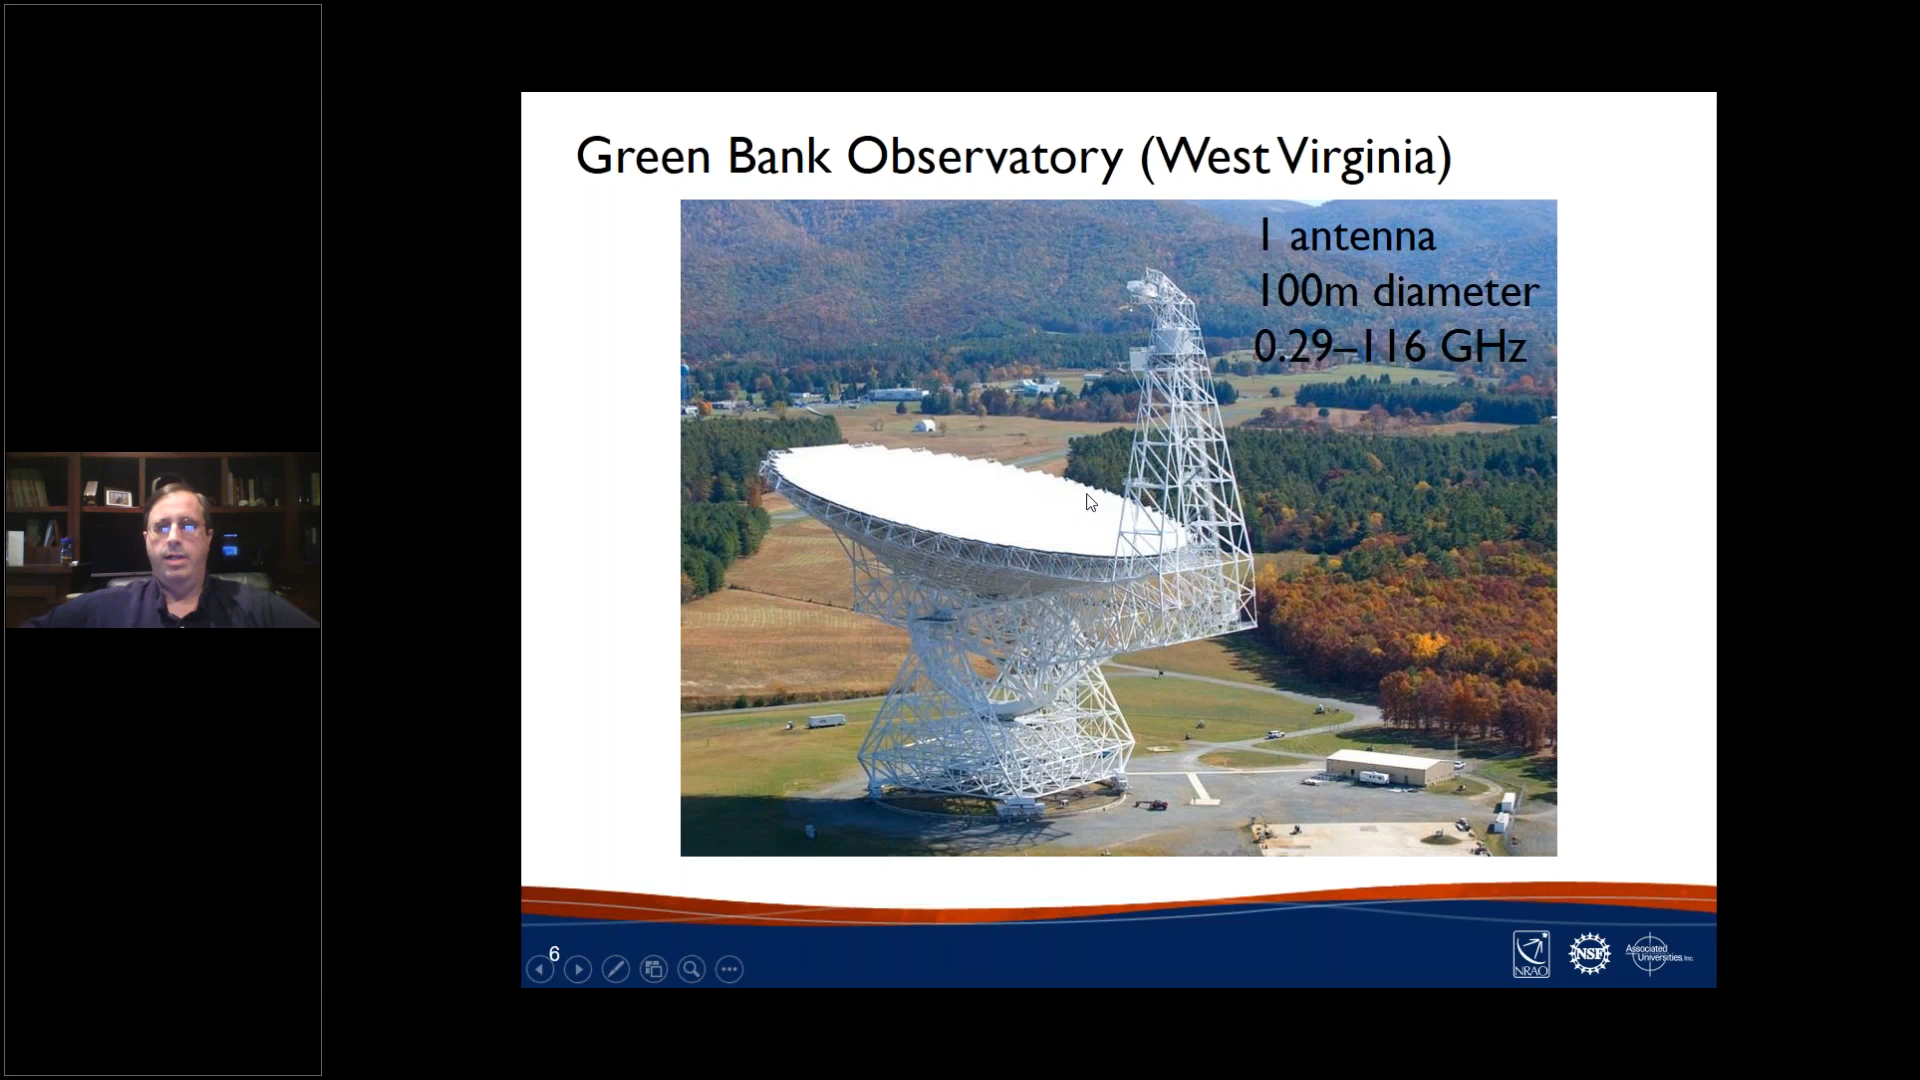 Green Bank Observatory (West Virginia)
1 antenna
100m diameter
0.29–116 GHz
6
NRAO
NSF
Associated
Universities, Inc.